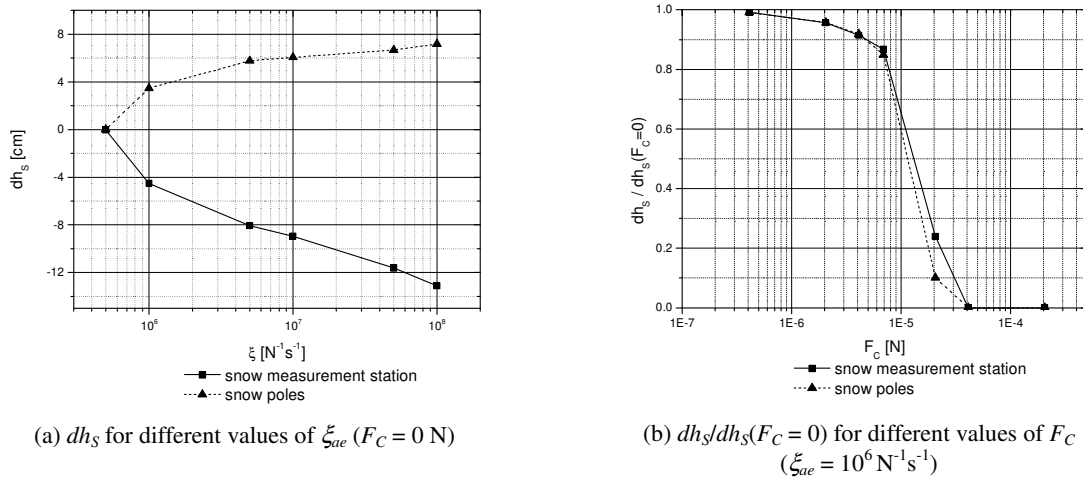 8
4
0
-4
-8
-12
dh_S [cm]
10^6
10^7
10^8
ξ [N^-1s^-1]
snow measurement station
snow poles
(a) dh_S for different values of ξ_ae (F_C = 0 N)
1.0
0.8
0.6
0.4
0.2
0.0
dh_s / dh_s(F_C=0)
1E-7
1E-6
1E-5
1E-4
F_C [N]
snow measurement station
snow poles
(b) dh_S/dh_S(F_C = 0) for different values of F_C
(ξ_ae = 10^6 N^-1s^-1)